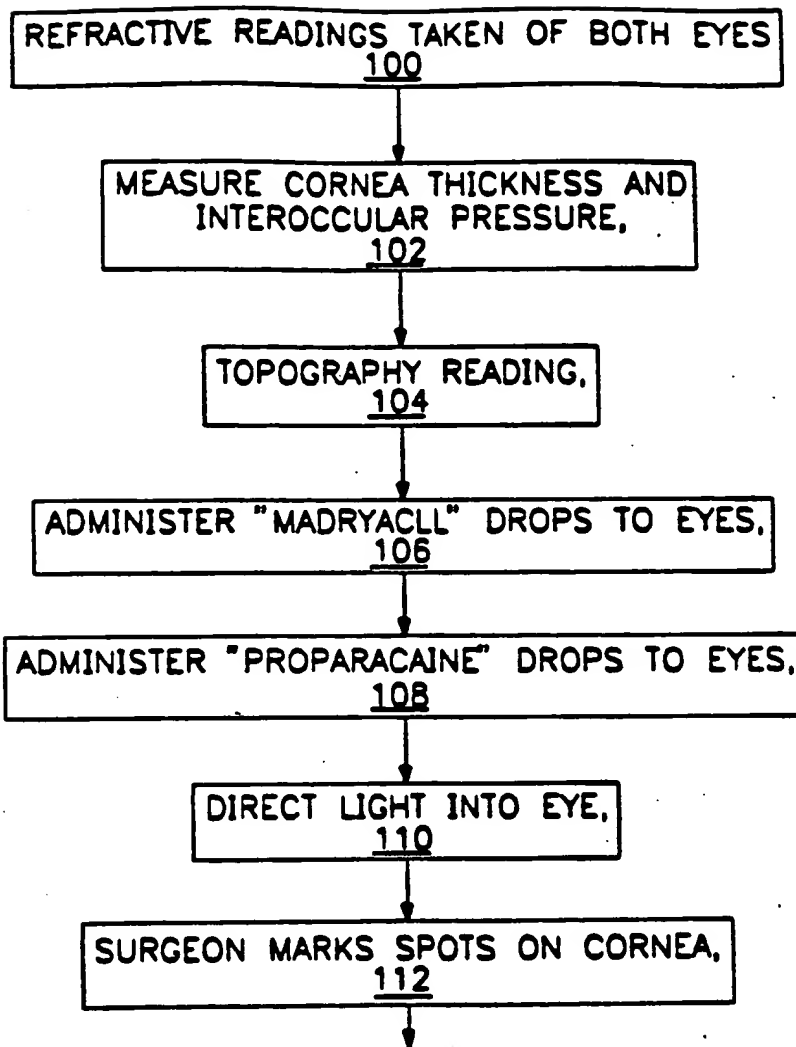 REFRACTIVE READINGS TAKEN OF BOTH EYES
100
MEASURE CORNEA THICKNESS AND
INTEROCCULAR PRESSURE,
102
TOPOGRAPHY READING,
104
ADMINISTER "MADRYACLL" DROPS TO EYES,
106
ADMINISTER "PROPARACAINE" DROPS TO EYES,
108
DIRECT LIGHT INTO EYE,
110
SURGEON MARKS SPOTS ON CORNEA,
112